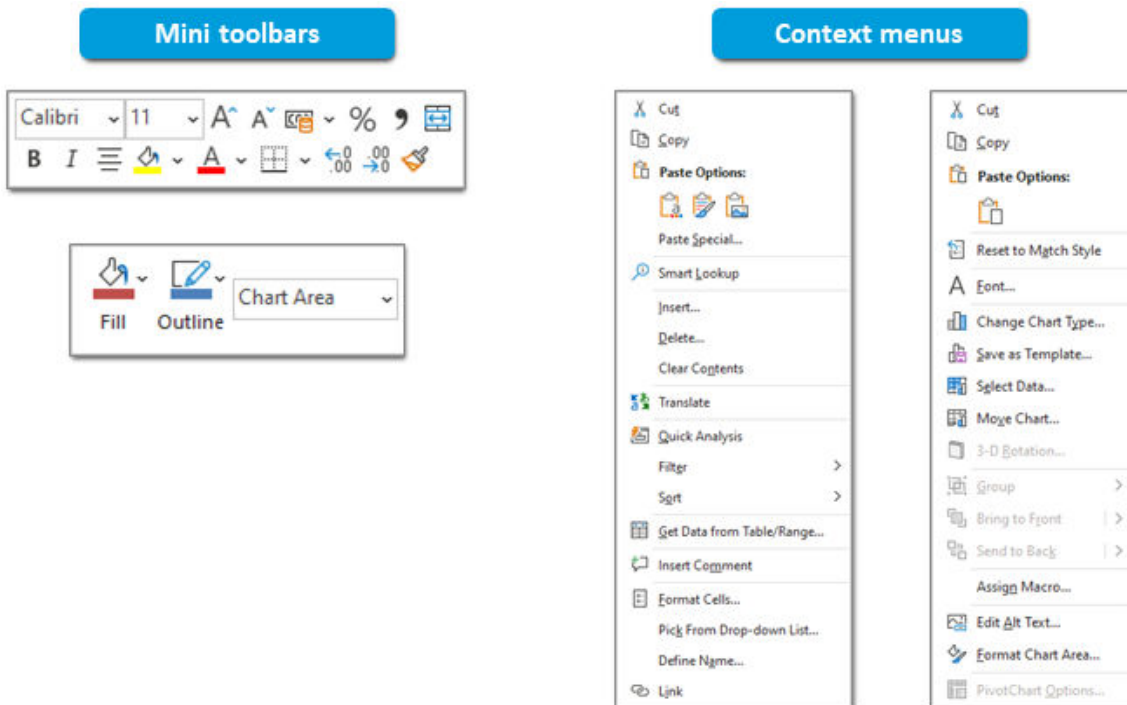 Mini toolbars
Calibri 11 A A % ,
B I A .00 .00
.00 .0
Fill Outline Chart Area
Context menus
Cut
Copy
Paste Options:
Paste Special...
Smart Lookup
Insert...
Delete...
Clear Contents
Translate
Quick Analysis
Filter >
Sort >
Get Data from Table/Range...
Insert Comment
Format Cells...
Pick From Drop-down List...
Define Name...
Link
Cut
Copy
Paste Options:
Reset to Match Style
Font...
Change Chart Type...
Save as Template...
Select Data...
Move Chart...
3-D Rotation...
Group >
Bring to Front >
Send to Back >
Assign Macro...
Edit Alt Text...
Format Chart Area...
PivotChart Options...